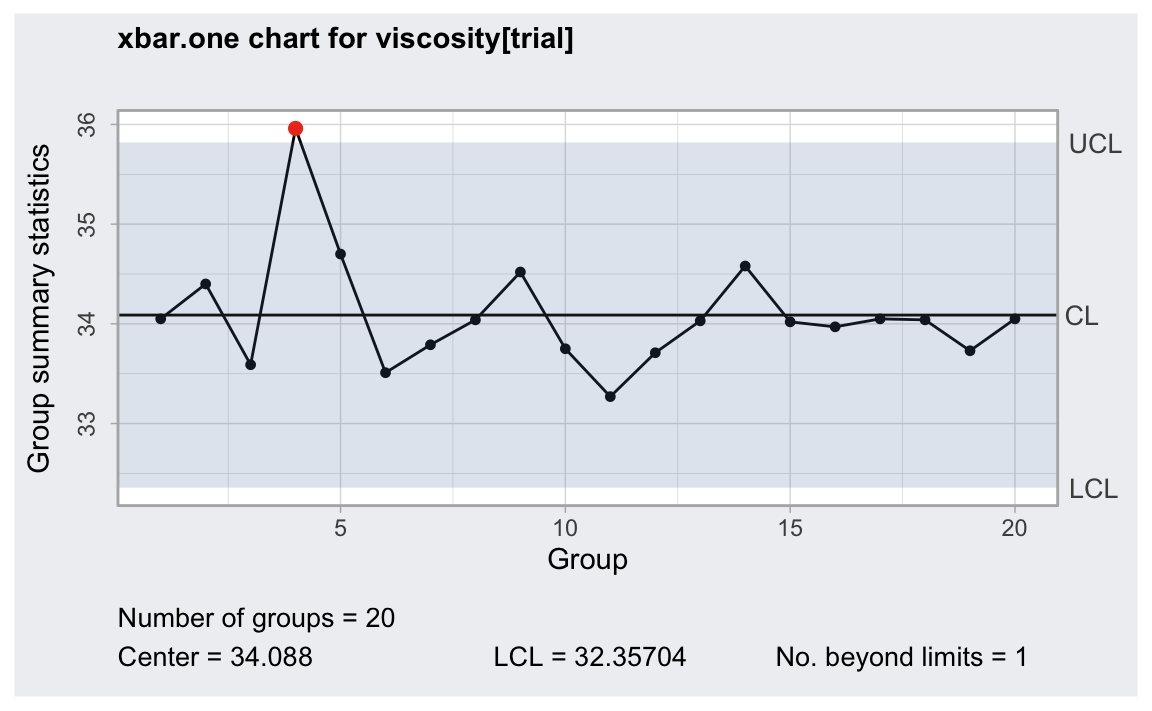 xbar.one chart for viscosity[trial]
Group summary statistics
36
35
34
33
UCL
CL
LCL
5 10 15 20
Group
Number of groups = 20
Center = 34.088 LCL = 32.35704 No. beyond limits = 1